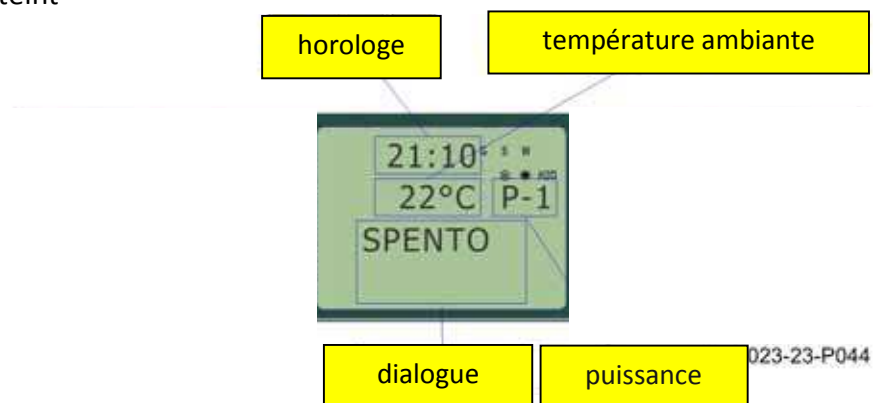 teint
horologe
température ambiante
21:10
22°C P-1
SPENTO
023-23-P044
dialogue
puissance